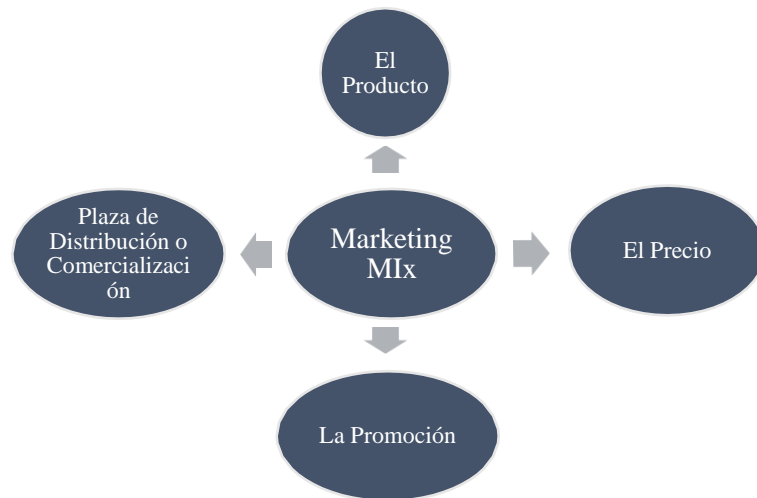 El
Producto
Plaza de
Distribución o
Comercializaci
ón
Marketing
MIx
El Precio
La Promoción